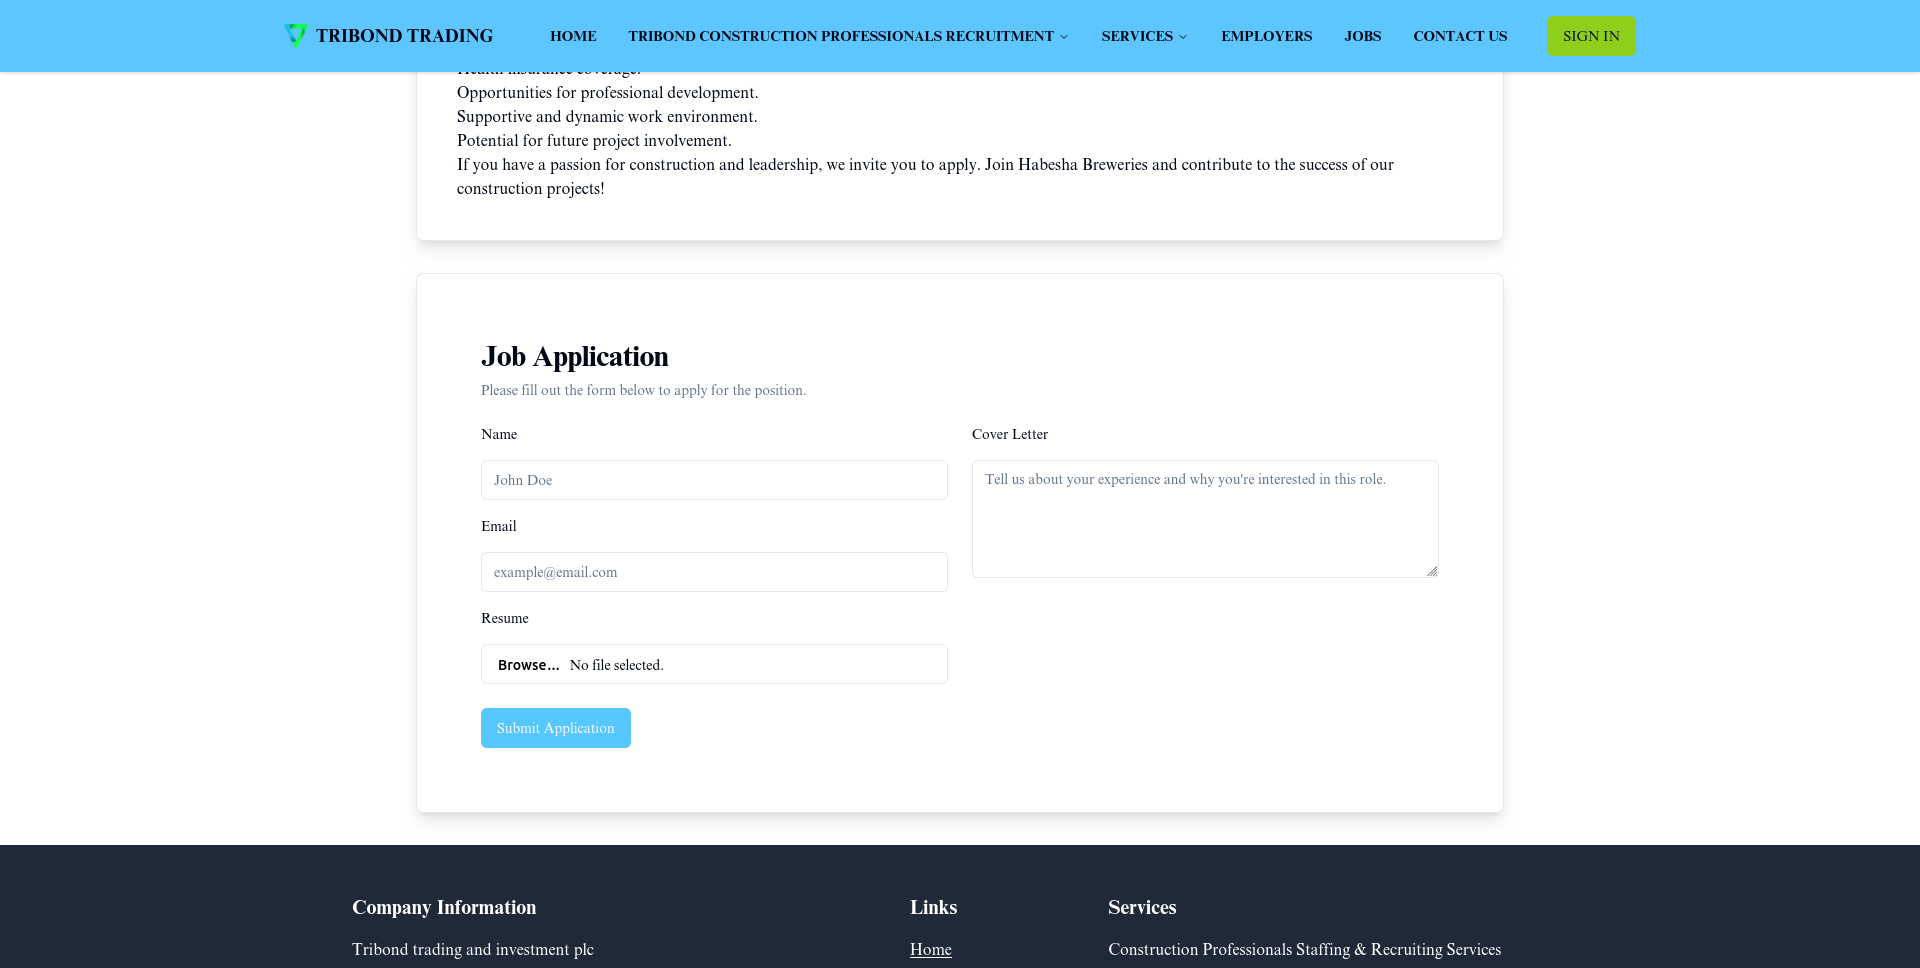 TRIBOND TRADING
HOME
TRIBOND CONSTRUCTION PROFESSIONALS RECRUITMENT
SERVICES
EMPLOYERS
JOBS
CONTACT US
SIGN IN
Health insurance coverage.
Opportunities for professional development.
Supportive and dynamic work environment.
Potential for future project involvement.
If you have a passion for construction and leadership, we invite you to apply. Join Habesha Breweries and contribute to the success of our
construction projects!
Job Application
Please fill out the form below to apply for the position.
Name
John Doe
Email
example@email.com
Resume
Browse... No file selected.
Submit Application
Cover Letter
Tell us about your experience and why you're interested in this role.
Company Information
Tribond trading and investment plc
Links
Home
Services
Construction Professionals Staffing & Recruiting Services